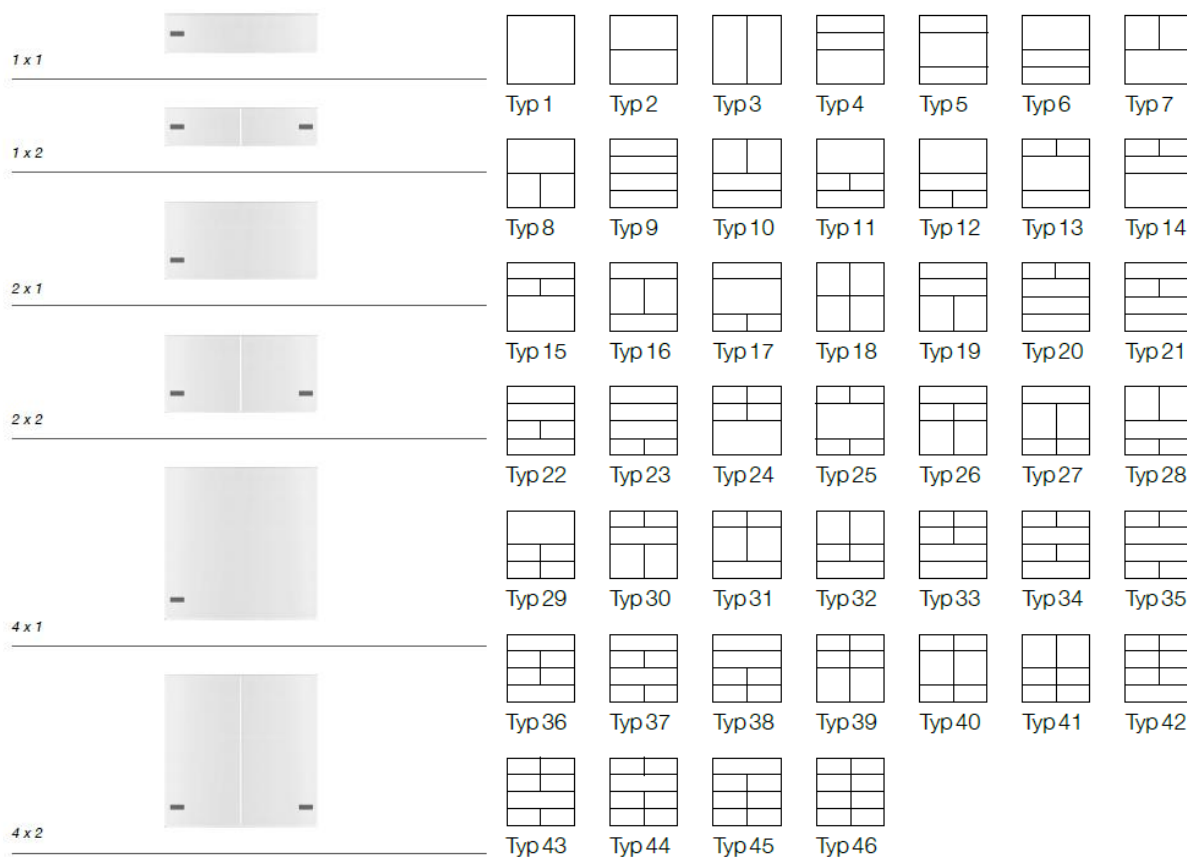 1 x 1
1 x 2
2 x 1
2 x 2
4 x 1
4 x 2
Typ 1 Typ 2 Typ 3 Typ 4 Typ 5 Typ 6 Typ 7
Typ 8 Typ 9 Typ 10 Typ 11 Typ 12 Typ 13 Typ 14
Typ 15 Typ 16 Typ 17 Typ 18 Typ 19 Typ 20 Typ 21
Typ 22 Typ 23 Typ 24 Typ 25 Typ 26 Typ 27 Typ 28
Typ 29 Typ 30 Typ 31 Typ 32 Typ 33 Typ 34 Typ 35
Typ 36 Typ 37 Typ 38 Typ 39 Typ 40 Typ 41 Typ 42
Typ 43 Typ 44 Typ 45 Typ 46